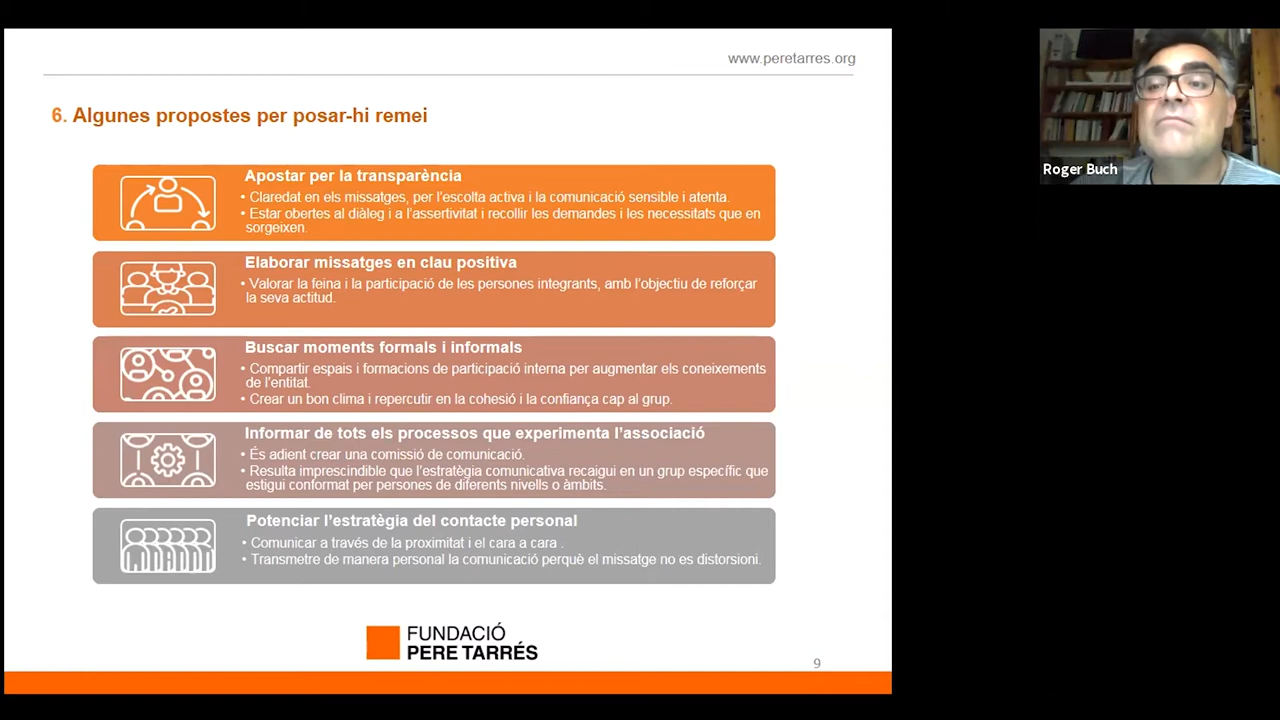 www.peretarres.org
6. Algunes propostes per posar-hi remei
Apostar per la transparència
• Claredat en els missatges, per l'escolta activa i la comunicació sensible i atenta.
• Estar obertes al diàleg i a l'assertivitat i recollir les demandes i les necessitats que en
sorgeixen.
Elaborar missatges en clau positiva
• Valorar la feina i la participació de les persones integrants, amb l'objectiu de reforçar
la seva actitud.
Buscar moments formals i informals
• Compartir espais i formacions de participació interna per augmentar els coneixements
de l'entitat.
• Crear un bon clima i repercutir en la cohesió i la confiança cap al grup.
Informar de tots els processos que experimenta l'associació
• És adient crear una comissió de comunicació.
• Resulta imprescindible que l'estratègia comunicativa recaigui en un grup específic que
estigui conformat per persones de diferents nivells o àmbits.
Potenciar l'estratègia del contacte personal
• Comunicar a través de la proximitat i el cara a cara .
• Transmetre de manera personal la comunicació perquè el missatge no es distorsioni.
FUNDACIÓ
PERE TARRÉS
9
Roger Buch